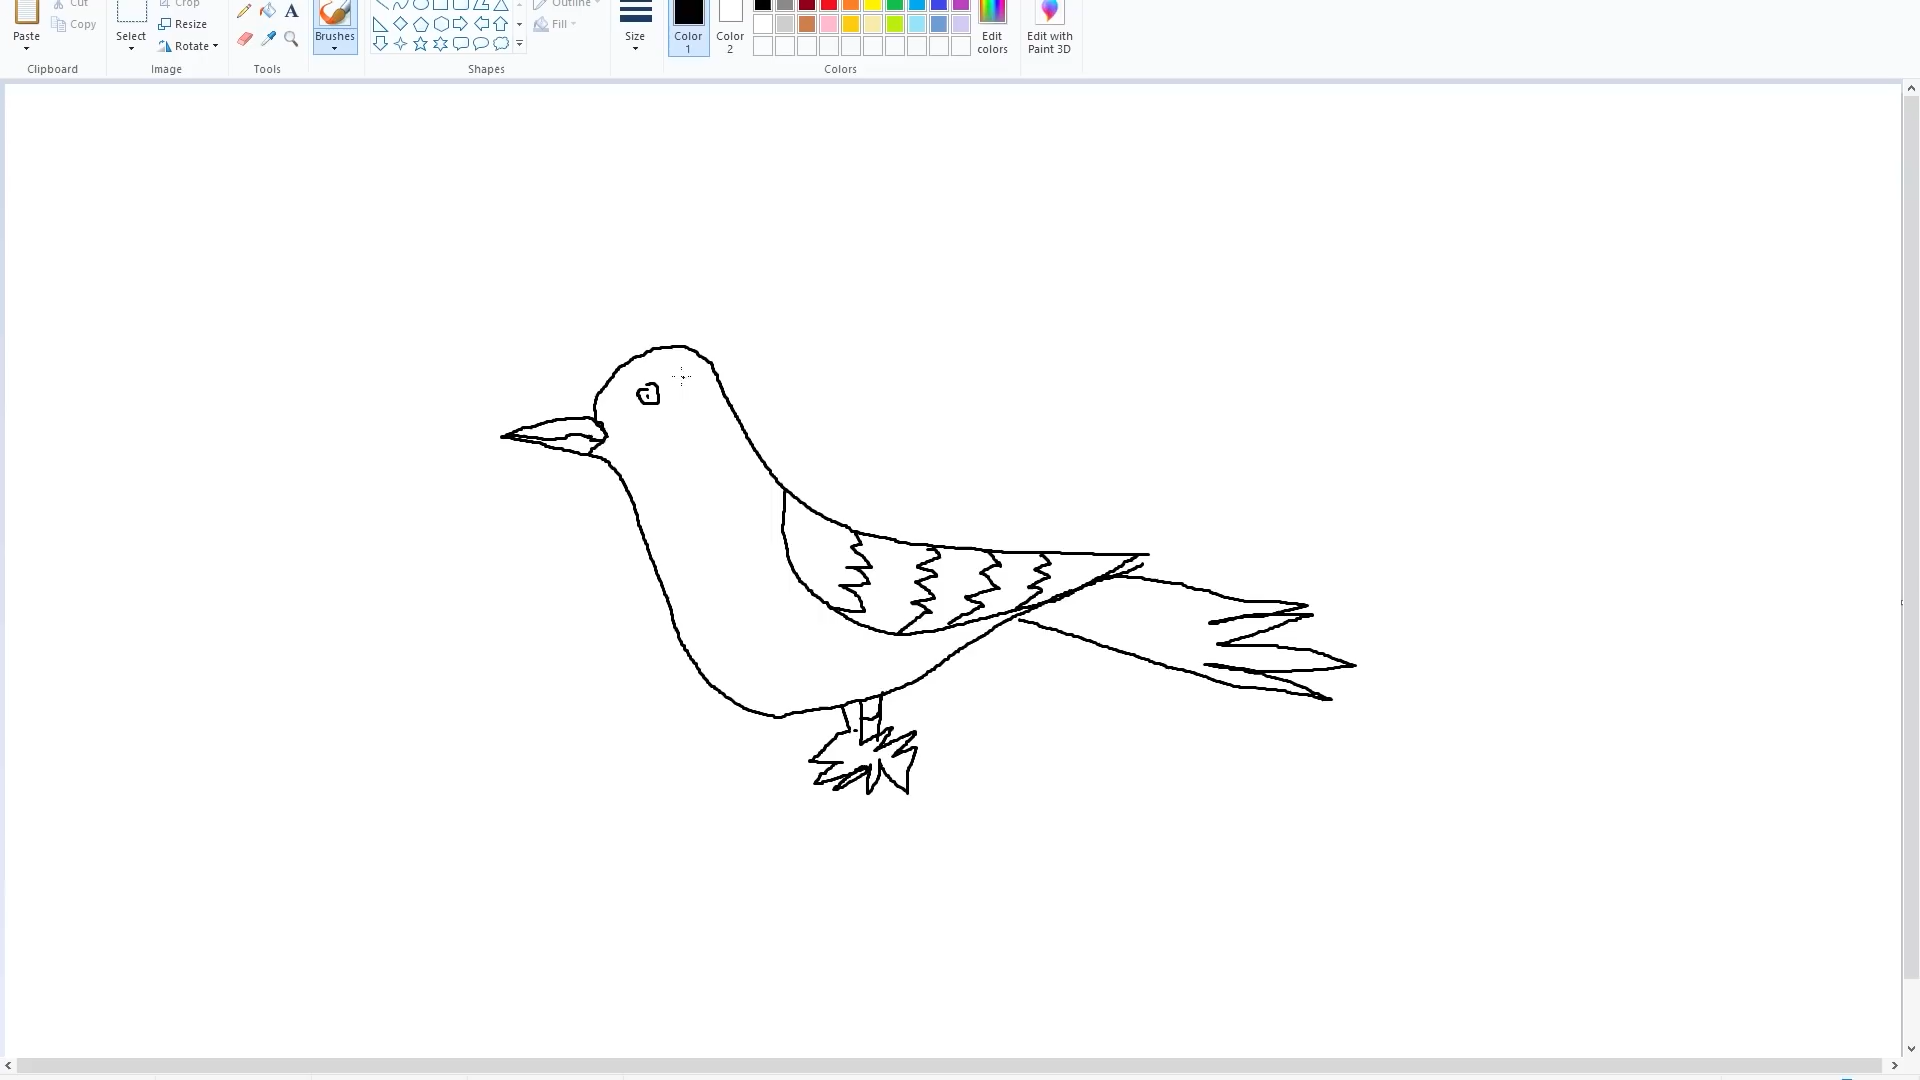 Cut
Crop
Outline
Copy
Resize
Fill
Paste
Select
Rotate
A
Brushes
Size
Color
1
Color
2
Edit
colors
Edit with
Paint 3D
Clipboard
Image
Tools
Shapes
Colors